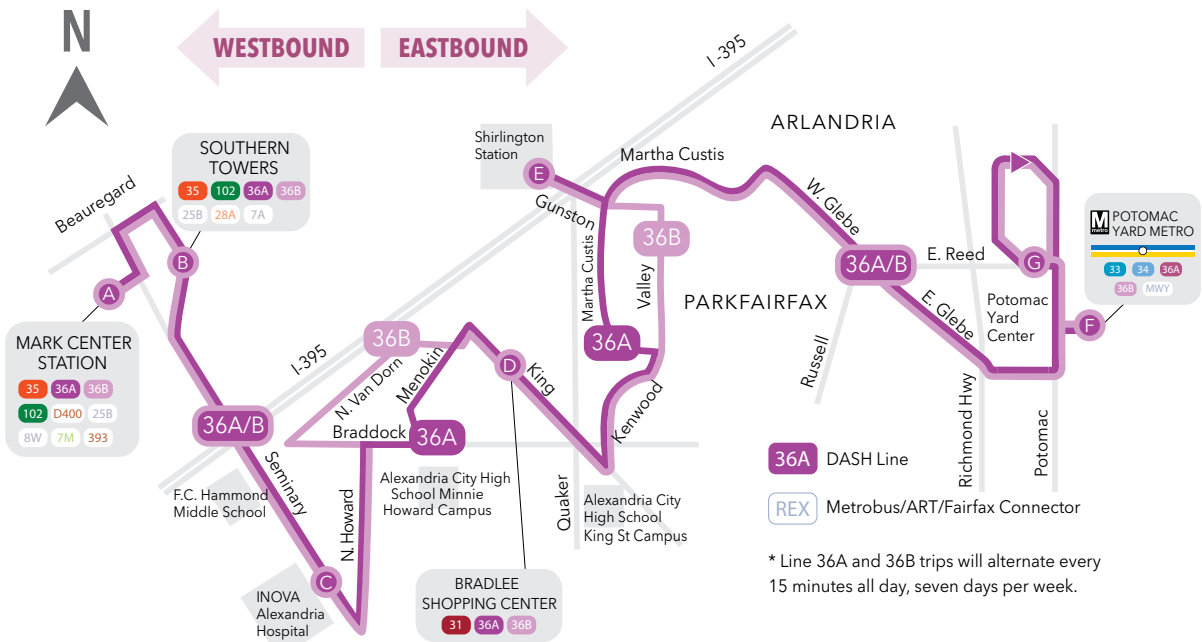 N
WESTBOUND
EASTBOUND
I -395
ARLANDRIA
Shirlington
Station
Martha Custis
SOUTHERN
TOWERS
35 102 36A 36B
25B 28A 7A
Beauregard
E
Gunston
W. Glebe
M
metro
POTOMAC
YARD METRO
33 34 36A
36B MWY
B
A
36B
Martha Custis
Valley
36A/B
E. Reed
G
PARKFAIRFAX
E. Glebe
Potomac
Yard
Center
F
MARK CENTER
STATION
35 36A 36B
102 D400 25B
8W 7M 393
I-395
36B
N. Van Dorn
Menokin
D
King
36A
Kenwood
Russell
Richmond Hwy
Potomac
36A/B
Braddock
36A
Seminary
F.C. Hammond
Middle School
N. Howard
Alexandria City High
School Minnie
Howard Campus
Quaker
Alexandria City
High School
King St Campus
36A
DASH Line
REX
Metrobus/ART/Fairfax Connector
* Line 36A and 36B trips will alternate every
15 minutes all day, seven days per week.
C
INOVA
Alexandria
Hospital
BRADLEE
SHOPPING CENTER
31 36A 36B